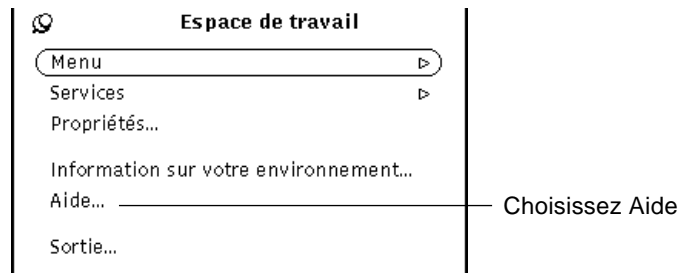 Espace de travail
Menu
Services
Propriétés...
Information sur votre environnement...
Aide...
Choisissez Aide
Sortie...